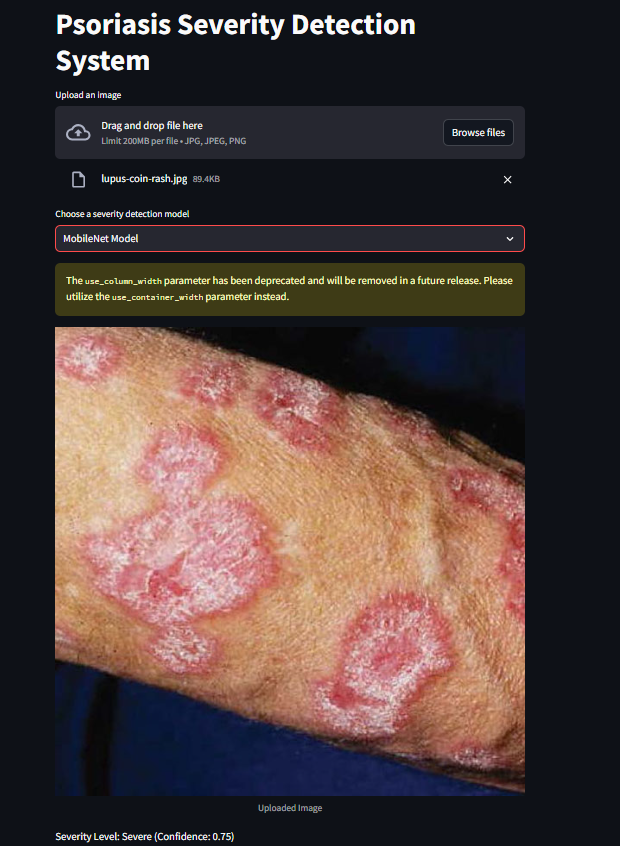 Psoriasis Severity Detection
System
Upload an image
Drag and drop file here
Limit 200MB per file • JPG, JPEG, PNG
Browse files
lupus-coin-rash.jpg 89.4KB
Choose a severity detection model
MobileNet Model
The use_column_width parameter has been deprecated and will be removed in a future release. Please
utilize the use_container_width parameter instead.
Uploaded Image
Severity Level: Severe (Confidence: 0.75)